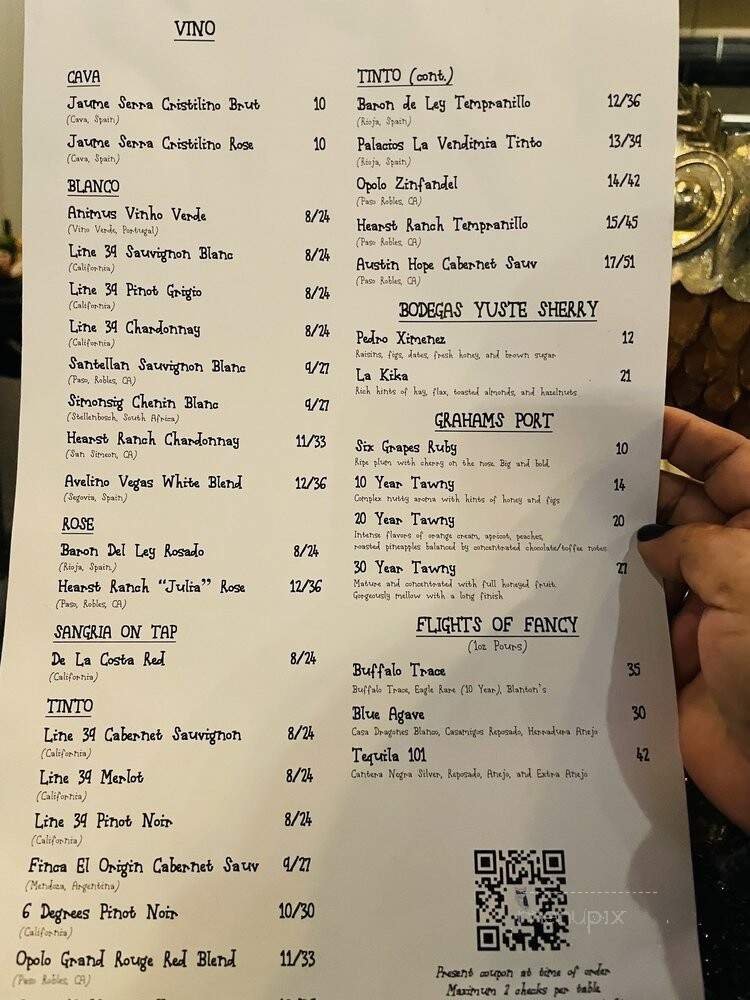 VINO
CAVA
Jaume Serra Cristilino Brut 10
(Cava, Spain)
Jaume Serra Cristilino Rose 10
(Cava, Spain)
BLANCO
Animus Vinho Verde 8/24
(Vino Verde, Portugal)
Line 39 Sauvignon Blanc 8/24
(California)
Line 39 Pinot Grigio 8/24
(California)
Line 39 Chardonnay 8/24
(California)
Santellan Sauvignon Blanc 9/27
(Paso, Robles, CA)
Simonsig Chenin Blanc 9/27
(Stellenbosch, South Africa)
Hearst Ranch Chardonnay 11/33
(San Simeon, CA)
Avelino Vegas White Blend 12/36
(Segovia, Spain)
ROSE
Baron Del Ley Rosado 8/24
(Rioja, Spain)
Hearst Ranch "Julia" Rose 12/36
(Paso, Robles, CA)
SANGRIA ON TAP
De La Costa Red 8/24
(California)
TINTO
Line 39 Cabernet Sauvignon 8/24
(California)
Line 39 Merlot 8/24
(California)
Line 39 Pinot Noir 8/24
(California)
Finca El Origin Cabernet Sauv 9/27
(Mendoza, Argentina)
6 Degrees Pinot Noir 10/30
(California)
Opolo Grand Rouge Red Blend 11/33
(Paso Robles, CA)
TINTO (cont.)
Baron de Ley Tempranillo 12/36
(Rioja, Spain)
Palacios La Vendimia Tinto 13/39
(Rioja, Spain)
Opolo Zinfandel 14/42
(Paso Robles, CA)
Hearst Ranch Tempranillo 15/45
(Paso Robles, CA)
Austin Hope Cabernet Sauv 17/51
(Paso Robles, CA)
BODEGAS YUSTE SHERRY
Pedro Ximenez 12
Raisins, figs, dates, fresh honey, and brown sugar
La Kika 21
Rich hints of hay, flax, toasted almonds, and hazelnuts
GRAHAMS PORT
Six Grapes Ruby 10
Ripe plum with cherry on the nose. Big and bold
10 Year Tawny 14
Complex nutty aroma with hints of honey and figs
20 Year Tawny 20
Intense flavors of orange cream, apricot, peaches,
roasted pineapples balanced by concentrated chocolate/toffee notes
30 Year Tawny 27
Mature and concentrated with full honeyed fruit.
Gorgeously mellow with a long finish
FLIGHTS OF FANCY
(1oz Pours)
Buffalo Trace 35
Buffalo Trace, Eagle Rare (10 Year), Blanton's
Blue Agave 30
Casa Dragones Blanco, Casamigos Reposado, Herradura Anejo
Tequila 101 42
Cantera Negra Silver, Reposado, Anejo, and Extra Anejo
menupix
Present coupon at time of order
Maximum 2 checks per table